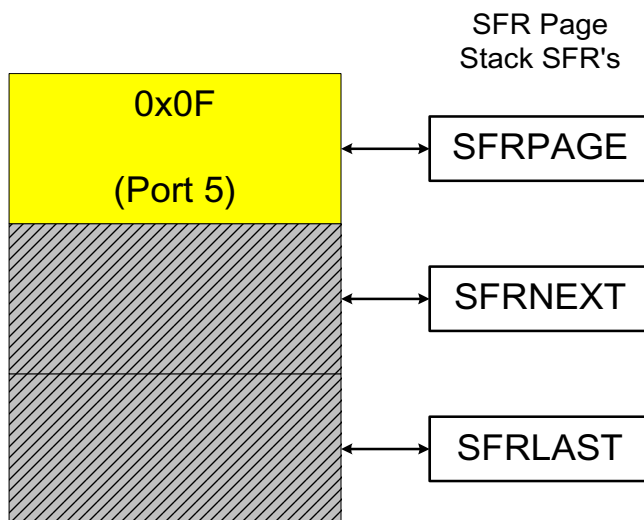 SFR Page
Stack SFR's
0x0F
(Port 5)
SFRPAGE
SFRNEXT
SFRLAST